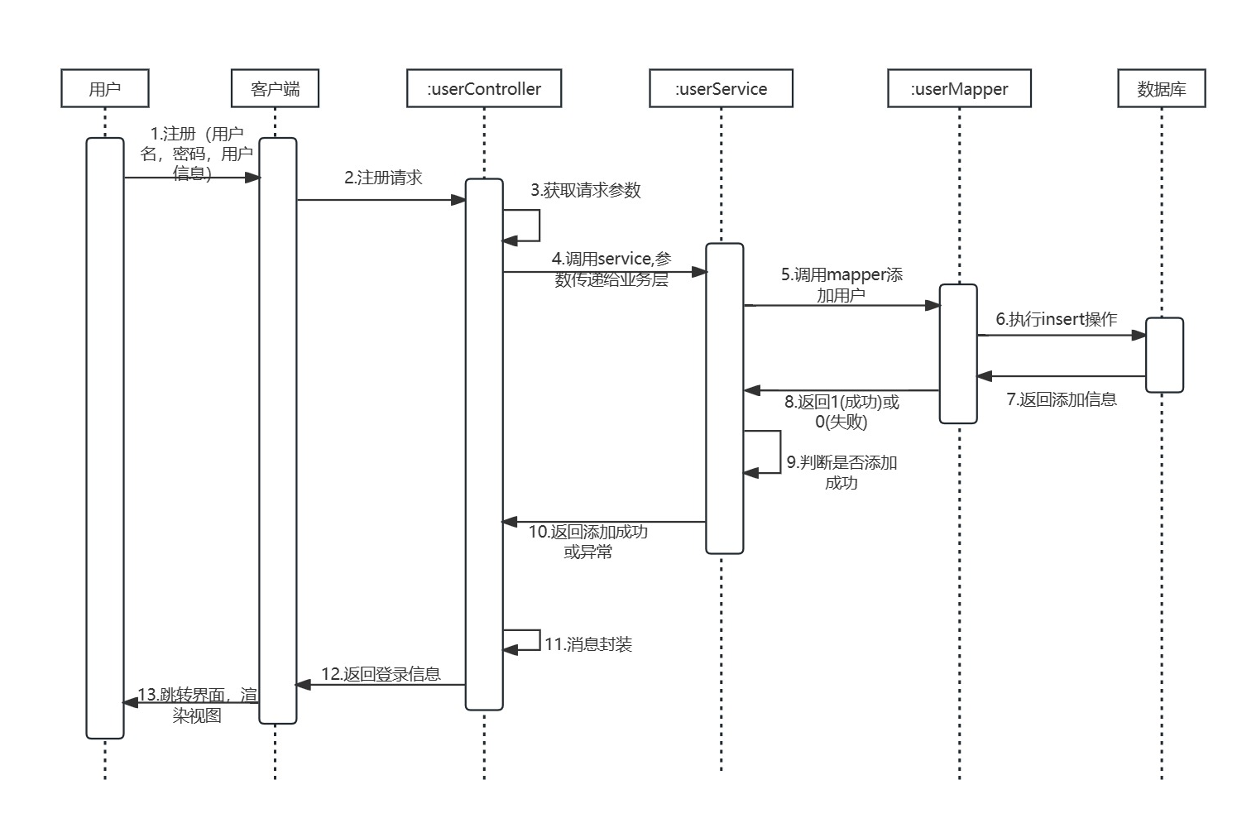 用户
客户端
:userController
:userService
:userMapper
数据库
1.注册（用户
名，密码，用户
信息)
2.注册请求
3.获取请求参数
4.调用service,参
数传递给业务层
5.调用mapper添
加用户
6.执行insert操作
7.返回添加信息
8.返回1(成功)或
0(失败)
9.判断是否添加
成功
10.返回添加成功
或异常
11.消息封装
12.返回登录信息
13.跳转界面，渲
染视图